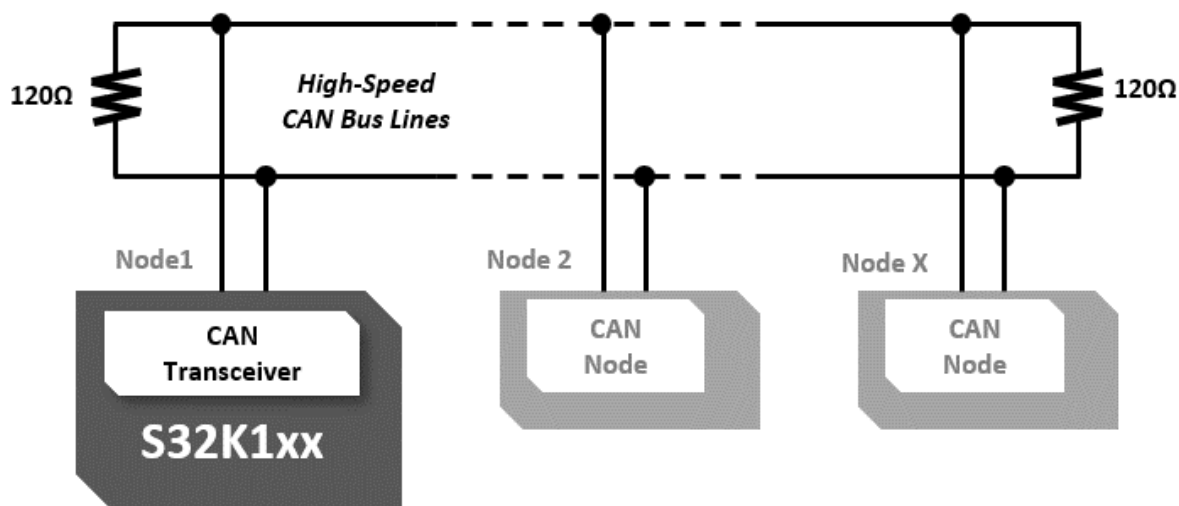 120Ω
High-Speed
CAN Bus Lines
120Ω
Node1
Node 2
Node X
CAN
Transceiver
S32K1xx
CAN
Node
CAN
Node